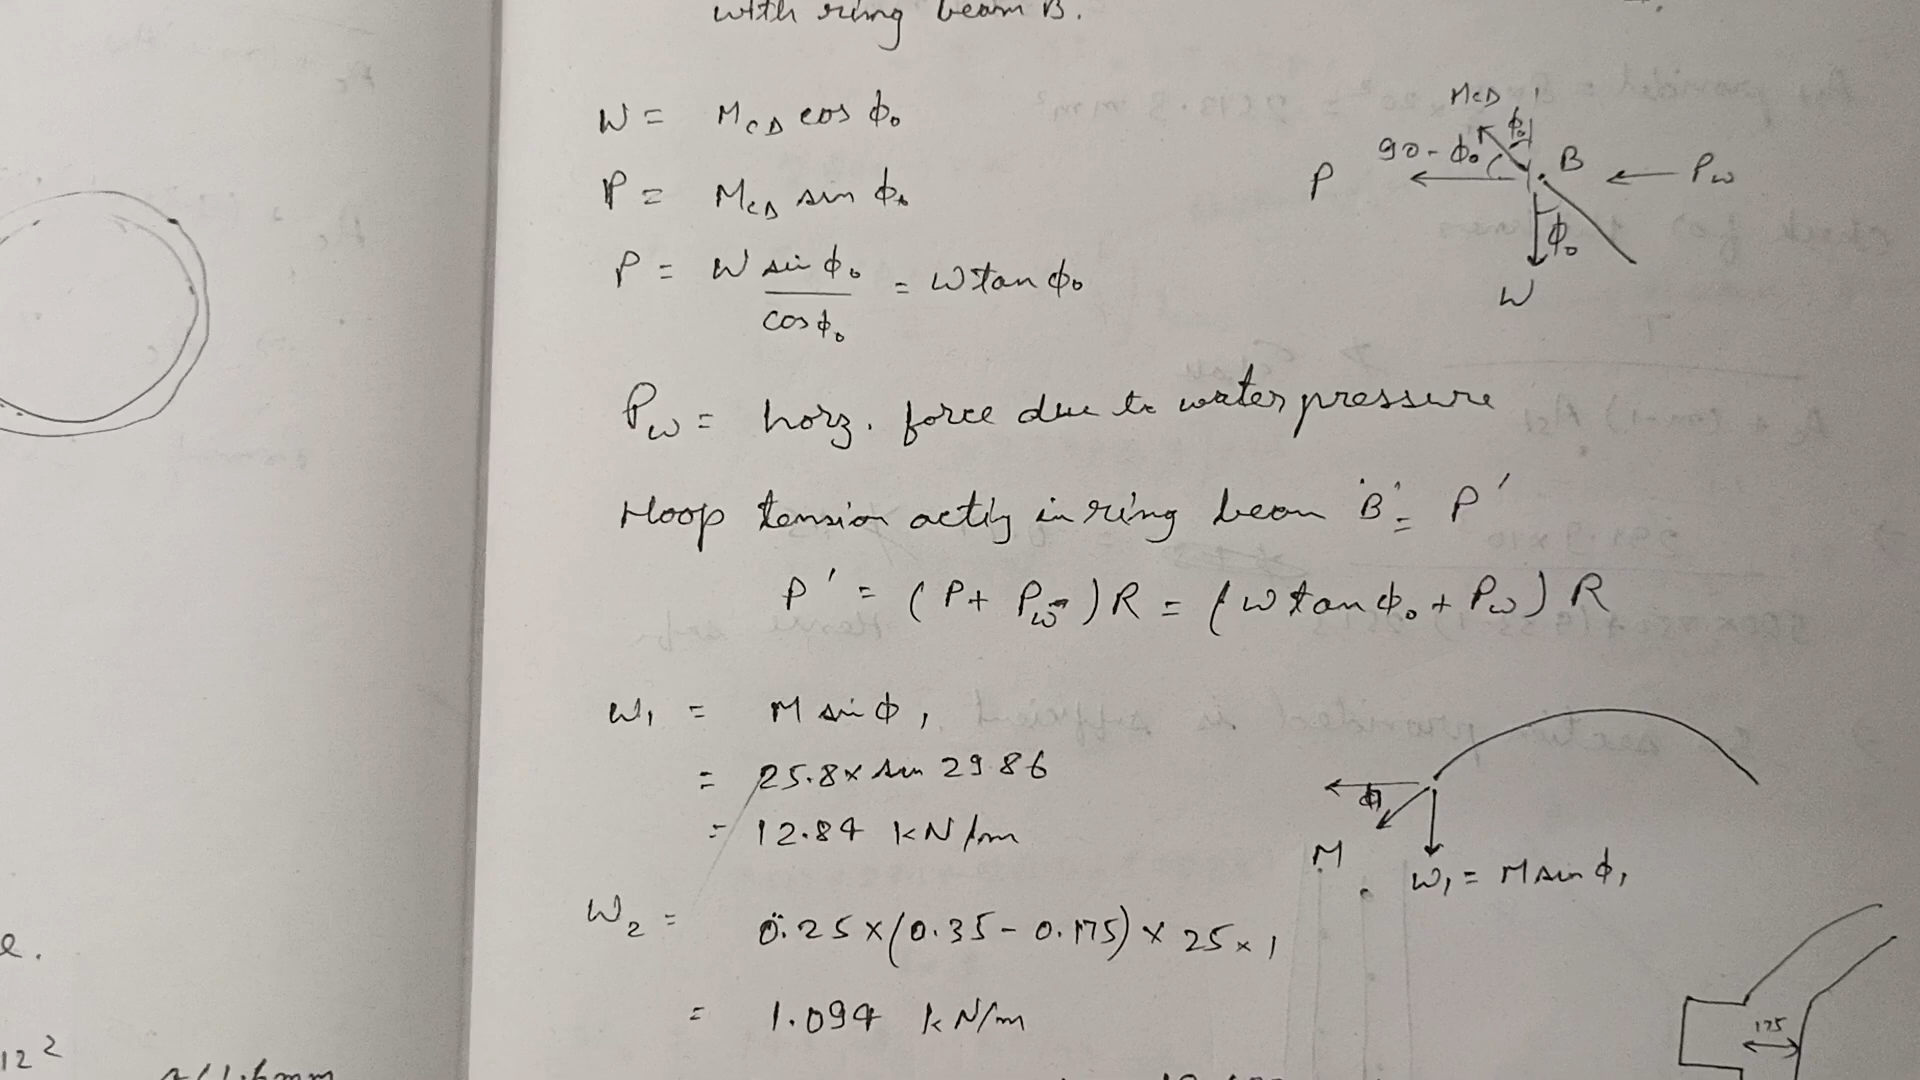 with ring beam B.
W = M_CD cos ϕ₀
P = M_CD sin ϕ₀
P = W sin ϕ₀ / cos ϕ₀ = W tan ϕ₀
M_CD
ϕ₀
90 - ϕ₀
B
P
P_w
ϕ₀
W
P_w = horz. force due to water pressure
Hoop tension acting in ring beam 'B' = P'
P' = (P + P_w) R = (W tan ϕ₀ + P_w) R
W₁ = M sin ϕ₁
= 25.8 x sin 29.86
= 12.84 kN/m
M
W₁ = M sin ϕ₁
W₂ = 0.25 x (0.35 - 0.175) x 25 x 1
= 1.094 kN/m
175
e.
12²